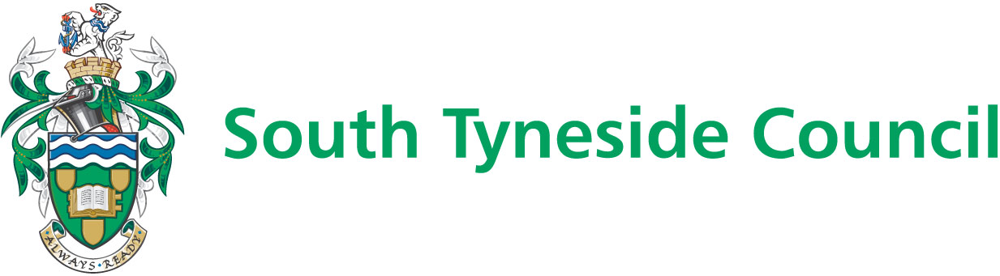 South Tyneside Council
ALWAYS · READY